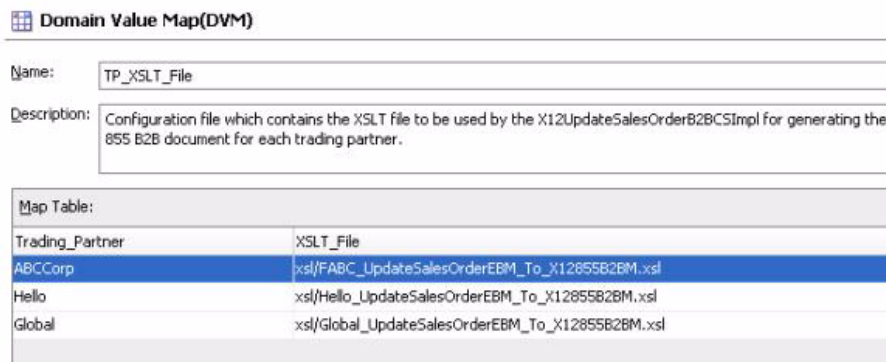 Domain Value Map(DVM)
Name: TP_XSLT_File
Description: Configuration file which contains the XSLT file to be used by the X12UpdateSalesOrderB2BCSImpl for generating the
855 B2B document for each trading partner.
Map Table:
Trading_Partner XSLT_File
ABCCorp xsl/FABC_UpdateSalesOrderEBM_To_X12855B2BM.xsl
Hello xsl/Hello_UpdateSalesOrderEBM_To_X12855B2BM.xsl
Global xsl/Global_UpdateSalesOrderEBM_To_X12855B2BM.xsl